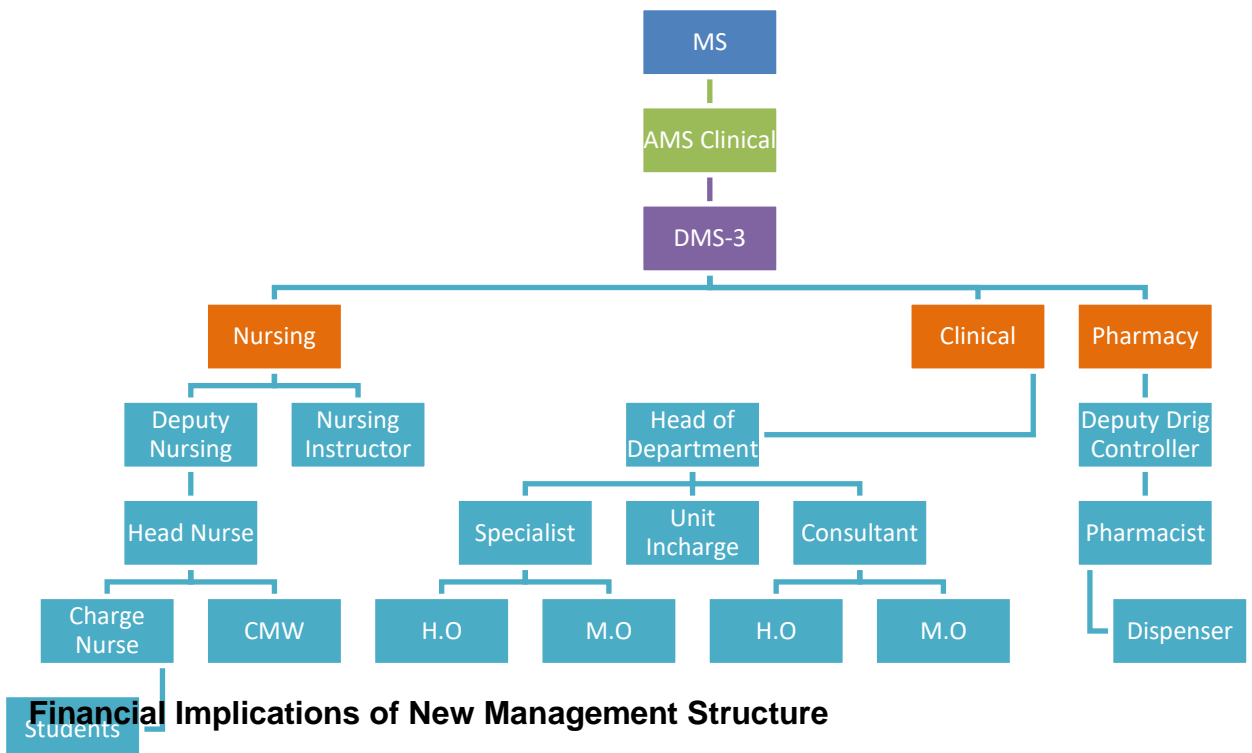 MS
AMS Clinical
DMS-3
Nursing
Clinical
Pharmacy
Deputy
Nursing
Nursing
Instructor
Head of
Department
Deputy Drig
Controller
Head Nurse
Specialist
Unit
Incharge
Consultant
Pharmacist
Charge
Nurse
CMW
H.O
M.O
H.O
M.O
Dispenser
Students
Financial Implications of New Management Structure